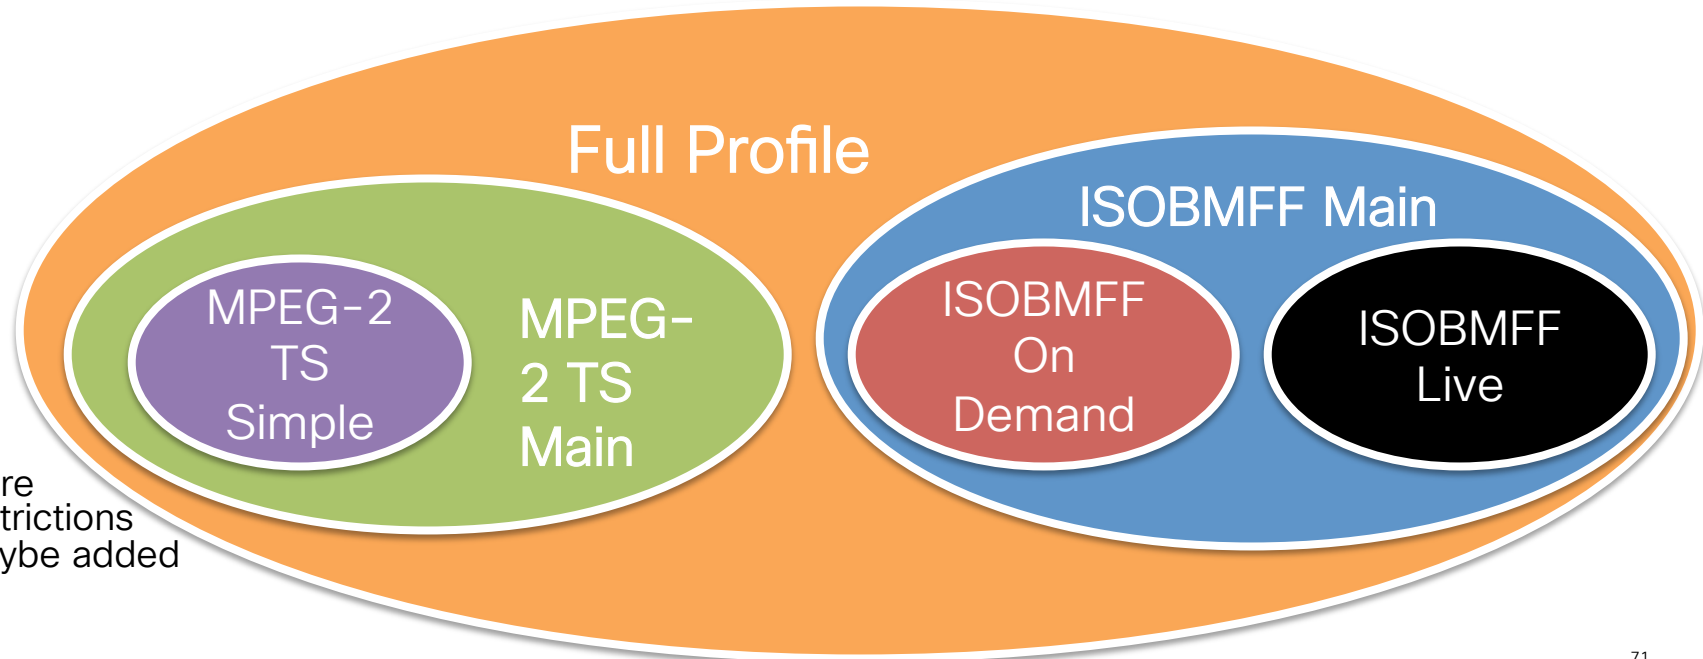 Full Profile
ISOBMFF Main
MPEG-2
TS
Simple
MPEG-
2 TS
Main
ISOBMFF
On
Demand
ISOBMFF
Live
re
trictions
ybe added
71